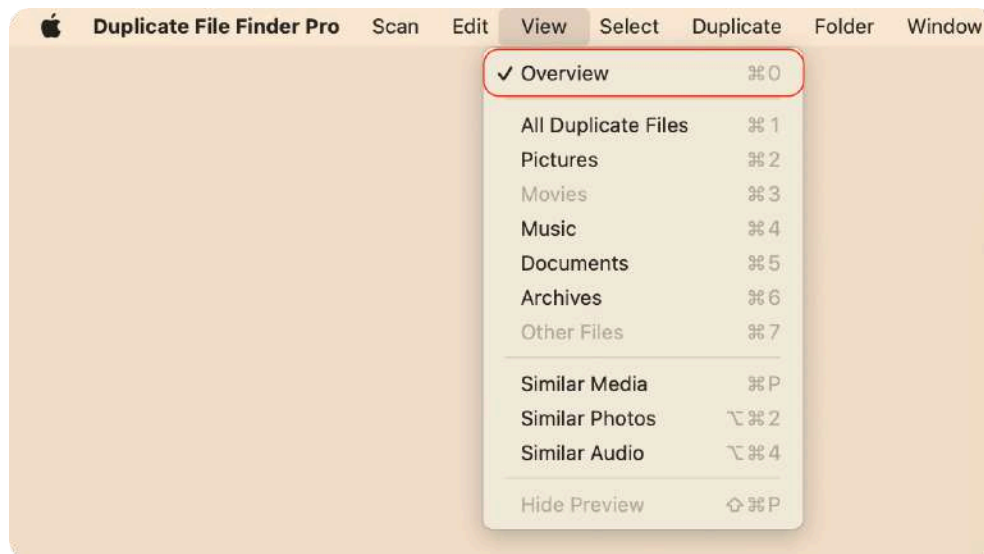 Duplicate File Finder Pro Scan Edit View Select Duplicate Folder Window
✓ Overview ⌘0
All Duplicate Files ⌘1
Pictures ⌘2
Movies ⌘3
Music ⌘4
Documents ⌘5
Archives ⌘6
Other Files ⌘7
Similar Media ⌘P
Similar Photos ⌥⌘2
Similar Audio ⌥⌘4
Hide Preview ⇧⌘P